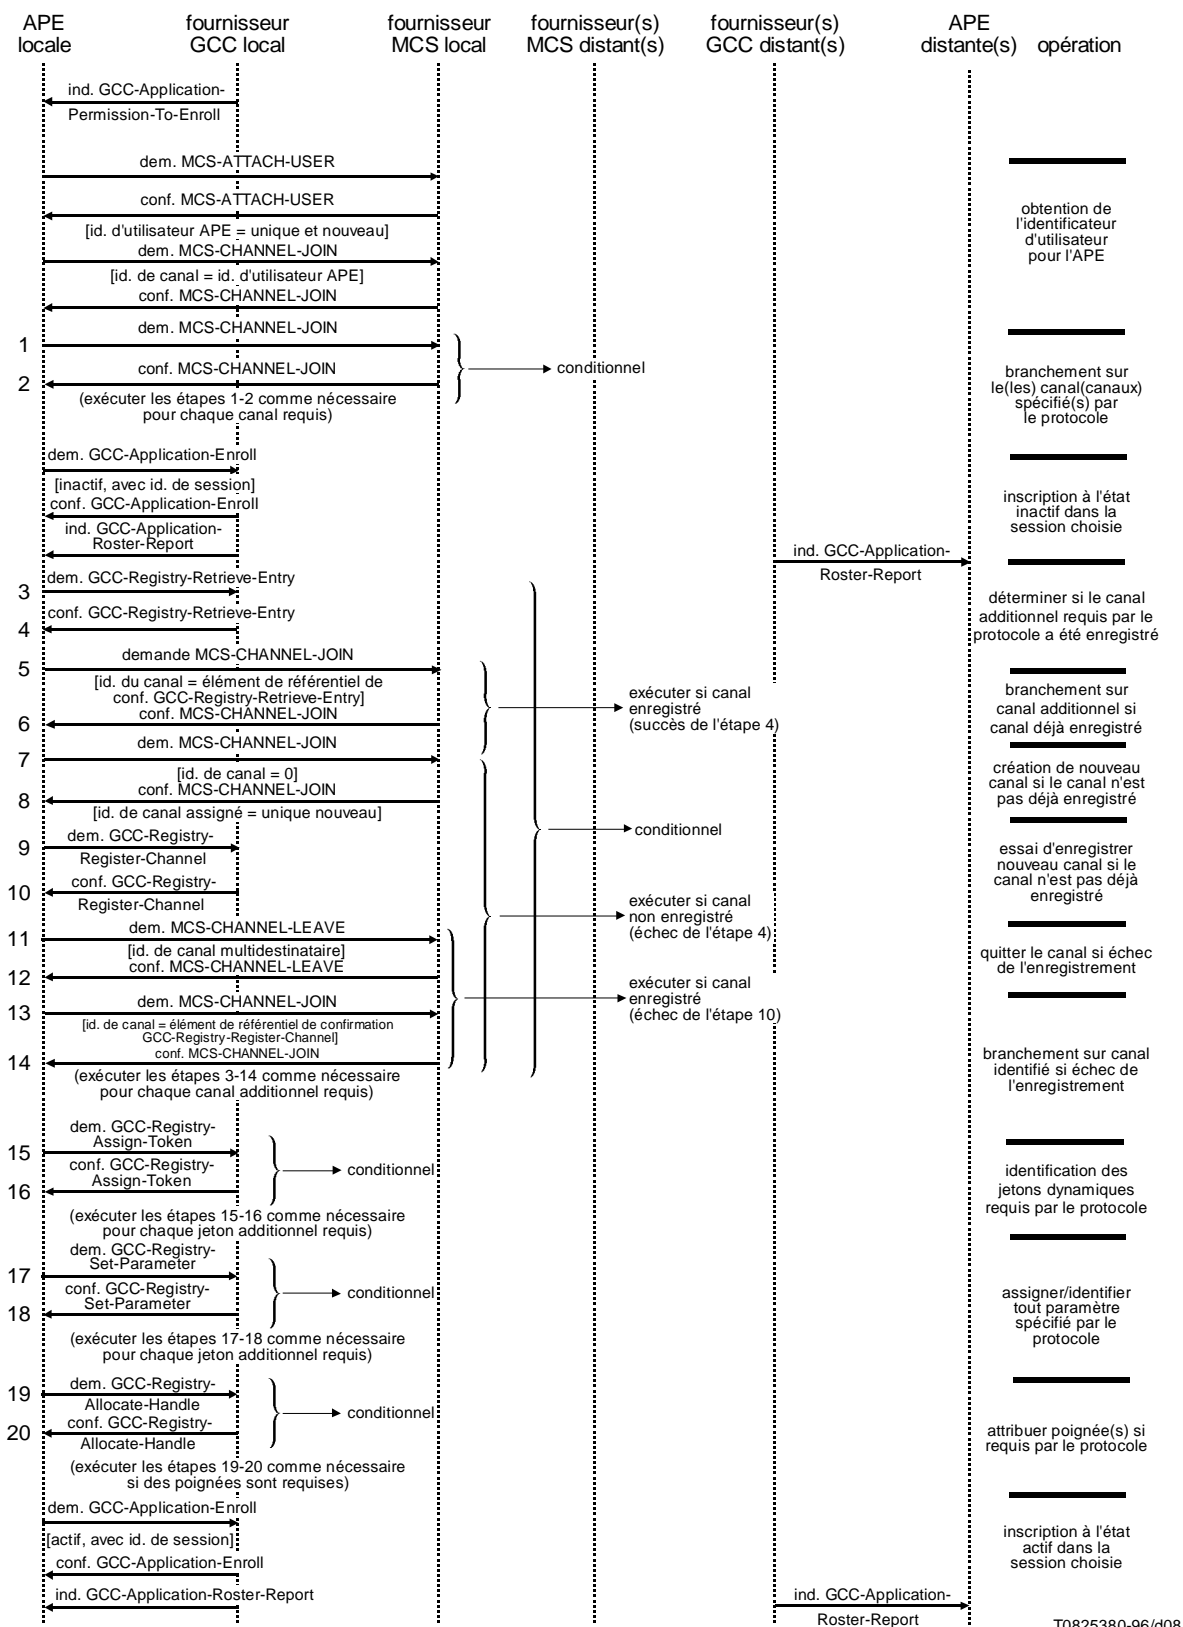 APE locale
fournisseur GCC local
fournisseur MCS local
fournisseur(s) MCS distant(s)
fournisseur(s) GCC distant(s)
APE distante(s)
opération
ind. GCC-Application-
Permission-To-Enroll
dem. MCS-ATTACH-USER
conf. MCS-ATTACH-USER
[id. d'utilisateur APE = unique et nouveau]
dem. MCS-CHANNEL-JOIN
[id. de canal = id. d'utilisateur APE]
conf. MCS-CHANNEL-JOIN
obtention de
l'identificateur
d'utilisateur
pour l'APE
dem. MCS-CHANNEL-JOIN
1
conf. MCS-CHANNEL-JOIN
2
(exécuter les étapes 1-2 comme nécessaire
pour chaque canal requis)
conditionnel
branchement sur
le(les) canal(canaux)
spécifié(s) par
le protocole
dem. GCC-Application-Enroll
[inactif, avec id. de session]
conf. GCC-Application-Enroll
ind. GCC-Application-
Roster-Report
ind. GCC-Application-
Roster-Report
inscription à l'état
inactif dans la
session choisie
dem. GCC-Registry-Retrieve-Entry
3
conf. GCC-Registry-Retrieve-Entry
4
déterminer si le canal
additionnel requis par le
protocole a été enregistré
demande MCS-CHANNEL-JOIN
5
[id. du canal = élément de référentiel de
conf. GCC-Registry-Retrieve-Entry]
conf. MCS-CHANNEL-JOIN
6
exécuter si canal
enregistré
(succès de l'étape 4)
branchement sur
canal additionnel si
canal déjà enregistré
dem. MCS-CHANNEL-JOIN
7
[id. de canal = 0]
conf. MCS-CHANNEL-JOIN
8
[id. de canal assigné = unique nouveau]
création de nouveau
canal si le canal n'est
pas déjà enregistré
conditionnel
dem. GCC-Registry-
9
Register-Channel
conf. GCC-Registry-
10
Register-Channel
essai d'enregistrer
nouveau canal si le
canal n'est pas déjà
enregistré
exécuter si canal
non enregistré
(échec de l'étape 4)
dem. MCS-CHANNEL-LEAVE
11
[id. de canal multidestinataire]
conf. MCS-CHANNEL-LEAVE
12
quitter le canal si échec
de l'enregistrement
exécuter si canal
enregistré
(échec de l'étape 10)
dem. MCS-CHANNEL-JOIN
13
[id. de canal = élément de référentiel de confirmation
GCC-Registry-Register-Channel]
conf. MCS-CHANNEL-JOIN
14
(exécuter les étapes 3-14 comme nécessaire
pour chaque canal additionnel requis)
branchement sur canal
identifié si échec de
l'enregistrement
dem. GCC-Registry-
Assign-Token
15
conf. GCC-Registry-
Assign-Token
16
conditionnel
(exécuter les étapes 15-16 comme nécessaire
pour chaque jeton additionnel requis)
identification des
jetons dynamiques
requis par le protocole
dem. GCC-Registry-
Set-Parameter
17
conf. GCC-Registry-
Set-Parameter
18
conditionnel
(exécuter les étapes 17-18 comme nécessaire
pour chaque jeton additionnel requis)
assigner/identifier
tout paramètre
spécifié par le
protocole
dem. GCC-Registry-
19
Allocate-Handle
conf. GCC-Registry-
20
Allocate-Handle
conditionnel
(exécuter les étapes 19-20 comme nécessaire
si des poignées sont requises)
attribuer poignée(s) si
requis par le protocole
dem. GCC-Application-Enroll
[actif, avec id. de session]
conf. GCC-Application-Enroll
ind. GCC-Application-Roster-Report
ind. GCC-Application-
Roster-Report
inscription à l'état
actif dans la
session choisie
T0825380-96/d08